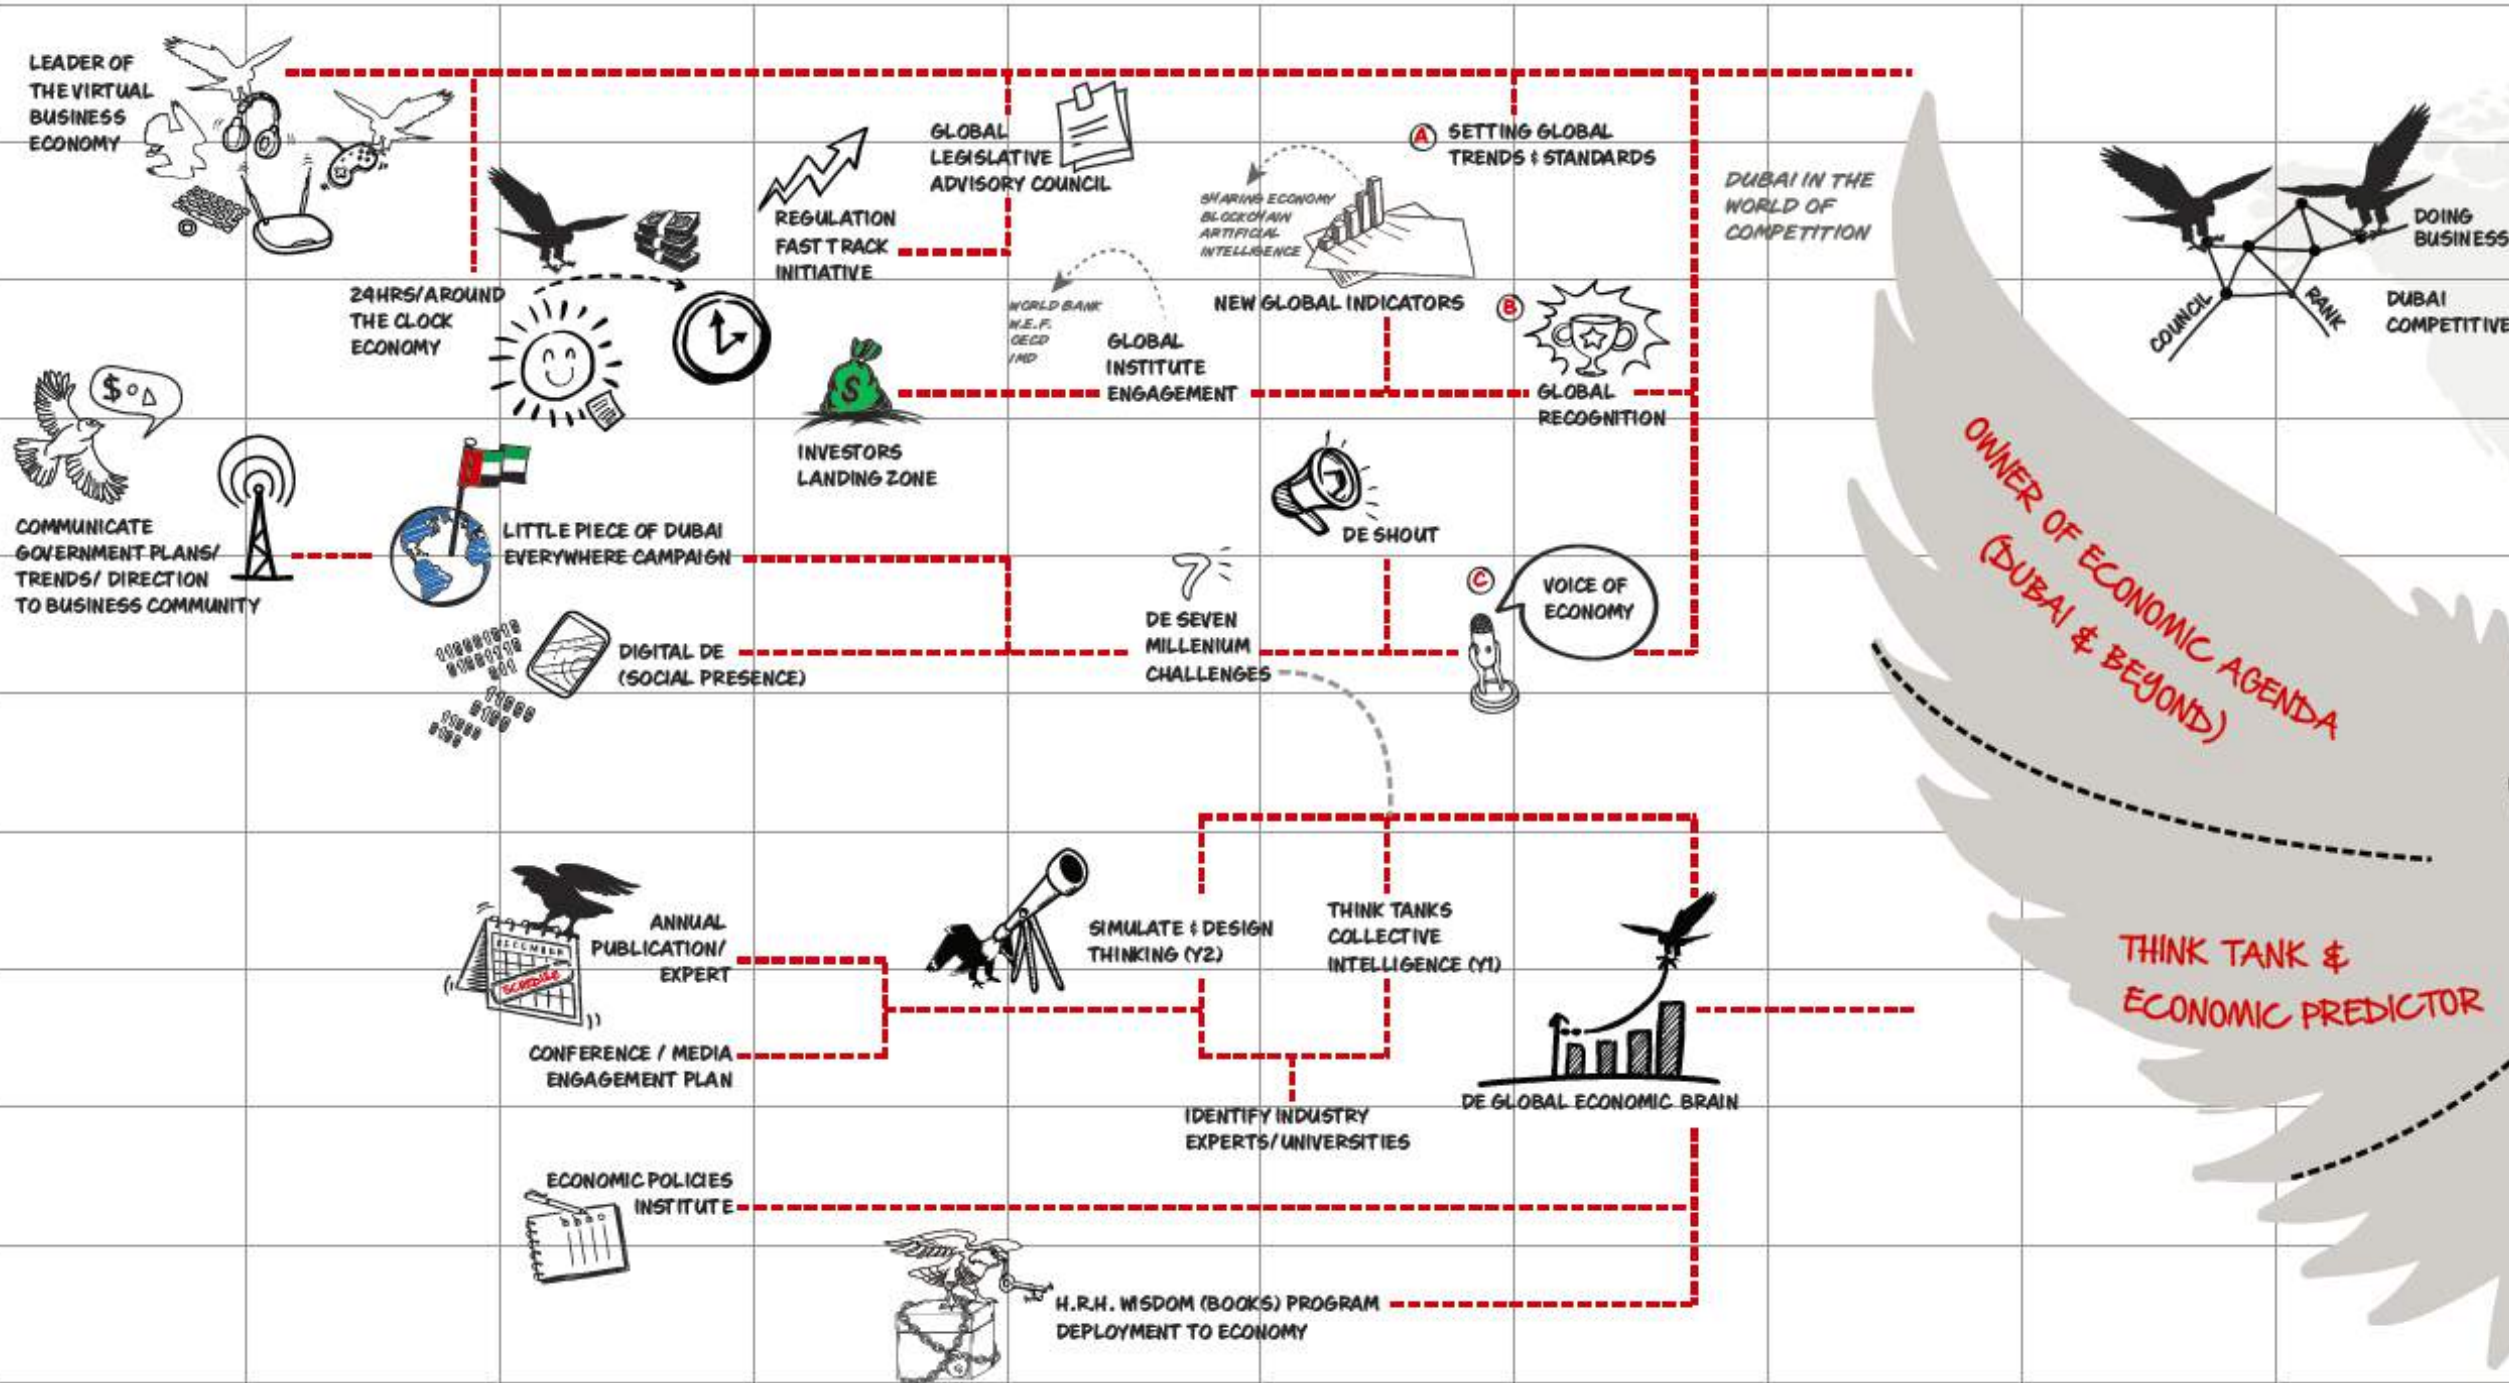 LEADER OF
THE VIRTUAL
BUSINESS
ECONOMY
GLOBAL
LEGISLATIVE
ADVISORY COUNCIL
A
SETTING GLOBAL
TRENDS & STANDARDS
REGULATION
FAST TRACK
INITIATIVE
SHARING ECONOMY
BLOCKCHAIN
ARTIFICIAL
INTELLIGENCE
DUBAI IN THE
WORLD OF
COMPETITION
DOING
BUSINESS
COUNCIL
RANK
DUBAI
COMPETITIVE
24HRS/AROUND
THE CLOCK
ECONOMY
WORLD BANK
W.E.F.
OECD
IMD
NEW GLOBAL INDICATORS
B
GLOBAL
INSTITUTE
ENGAGEMENT
GLOBAL
RECOGNITION
$
$
INVESTORS
LANDING ZONE
COMMUNICATE
GOVERNMENT PLANS/
TRENDS/ DIRECTION
TO BUSINESS COMMUNITY
LITTLE PIECE OF DUBAI
EVERYWHERE CAMPAIGN
DE SHOUT
7
DE SEVEN
MILLENIUM
CHALLENGES
C
VOICE OF
ECONOMY
DIGITAL DE
(SOCIAL PRESENCE)
OWNER OF ECONOMIC AGENDA
(DUBAI & BEYOND)
ANNUAL
PUBLICATION/
EXPERT
DECEMBER
SIMULATE & DESIGN
THINKING (Y2)
THINK TANKS
COLLECTIVE
INTELLIGENCE (Y1)
THINK TANK &
ECONOMIC PREDICTOR
CONFERENCE / MEDIA
ENGAGEMENT PLAN
DE GLOBAL ECONOMIC BRAIN
IDENTIFY INDUSTRY
EXPERTS/UNIVERSITIES
ECONOMIC POLICIES
INSTITUTE
H.R.H. WISDOM (BOOKS) PROGRAM
DEPLOYMENT TO ECONOMY